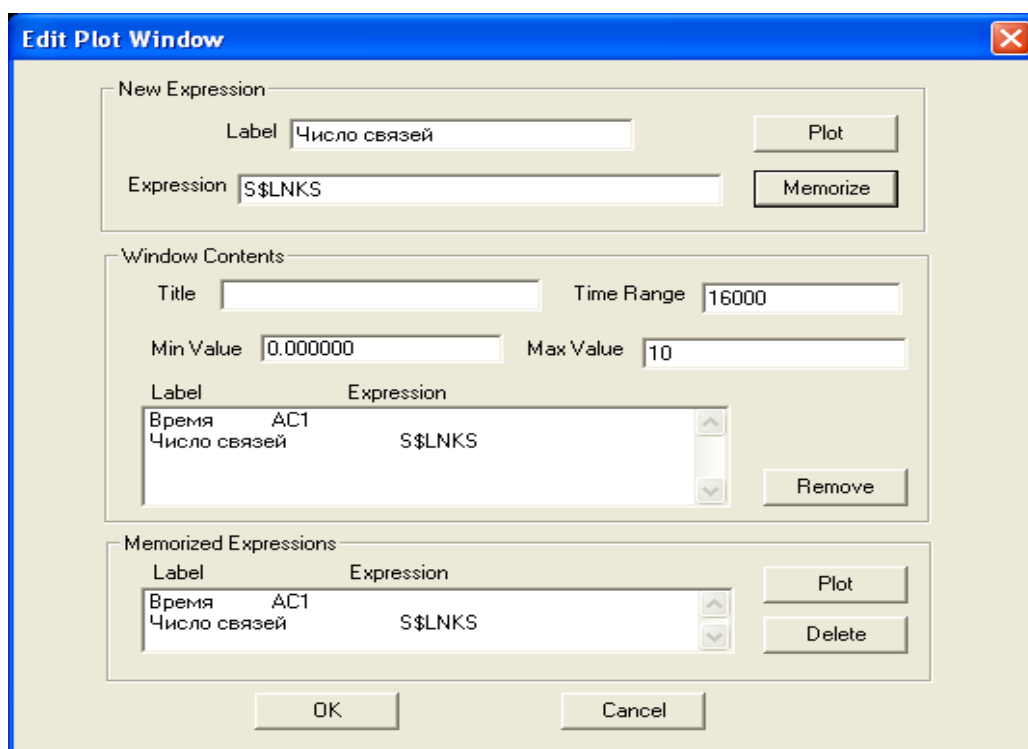 Edit Plot Window
New Expression
Label Число связей Plot
Expression S$LNKS Memorize
Window Contents
Title Time Range 16000
Min Value 0.000000 Max Value 10
Label Expression
Время AC1
Число связей S$LNKS
Remove
Memorized Expressions
Label Expression
Plot
Время AC1
Число связей S$LNKS
Delete
OK Cancel